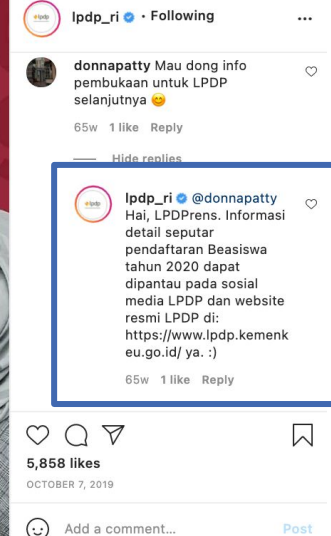 lpdp_ri • Following
donnapatty Mau dong info
pembukaan untuk LPDP
selanjutnya 😊
65w 1 like Reply
Hide replies
lpdp_ri @donnapatty
Hai, LPDPrens. Informasi
detail seputar
pendaftaran Beasiswa
tahun 2020 dapat
dipantau pada sosial
media LPDP dan website
resmi LPDP di:
https://www.lpdp.kemenk
eu.go.id/ ya. :)
65w 1 like Reply
5,858 likes
OCTOBER 7, 2019
Add a comment...
Post